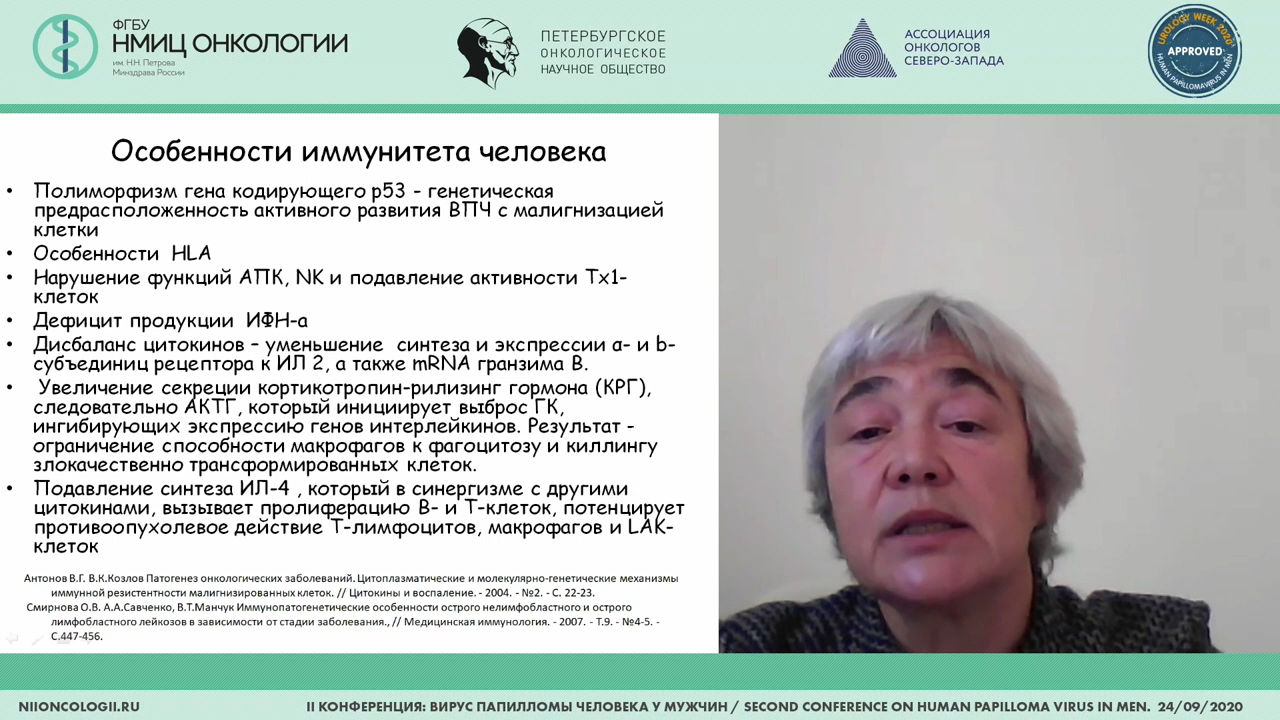 ФГБУ
НМИЦ ОНКОЛОГИИ
им. Н.Н. Петрова
Минздрава России
ПЕТЕРБУРГСКОЕ
ОНКОЛОГИЧЕСКОЕ
НАУЧНОЕ ОБЩЕСТВО
АССОЦИАЦИЯ
ОНКОЛОГОВ
СЕВЕРО-ЗАПАДА
UROLOGY WEEK 2020
APPROVED
HUMAN PAPILLOMAVIRUS IN MEN
Особенности иммунитета человека
• Полиморфизм гена кодирующего р53 - генетическая
предрасположенность активного развития ВПЧ с малигнизацией
клетки
• Особенности HLA
• Нарушение функций АПК, NK и подавление активности Тх1-
клеток
• Дефицит продукции ИФН-a
• Дисбаланс цитокинов – уменьшение синтеза и экспрессии a- и b-
субъединиц рецептора к ИЛ 2, а также mRNA гранзима В.
• Увеличение секреции кортикотропин-рилизинг гормона (КРГ),
следовательно АКТГ, который инициирует выброс ГК,
ингибирующих экспрессию генов интерлейкинов. Результат -
ограничение способности макрофагов к фагоцитозу и киллингу
злокачественно трансформированных клеток.
• Подавление синтеза ИЛ-4 , который в синергизме с другими
цитокинами, вызывает пролиферацию В- и Т-клеток, потенцирует
противоопухолевое действие Т-лимфоцитов, макрофагов и LAK-
клеток
Антонов В.Г. В.К.Козлов Патогенез онкологических заболеваний. Цитоплазматические и молекулярно-генетические механизмы
иммунной резистентности малигнизированных клеток. // Цитокины и воспаление. - 2004. - №2. - С. 22-23.
Смирнова О.В. А.А.Савченко, В.Т.Манчук Иммунопатогенетические особенности острого нелимфобластного и острого
лимфобластного лейкозов в зависимости от стадии заболевания., // Медицинская иммунология. - 2007. - Т.9. - №4-5. -
С.447-456.
NIIONCOLOGII.RU
II КОНФЕРЕНЦИЯ: ВИРУС ПАПИЛЛОМЫ ЧЕЛОВЕКА У МУЖЧИН / SECOND CONFERENCE ON HUMAN PAPILLOMA VIRUS IN MEN. 24/09/2020